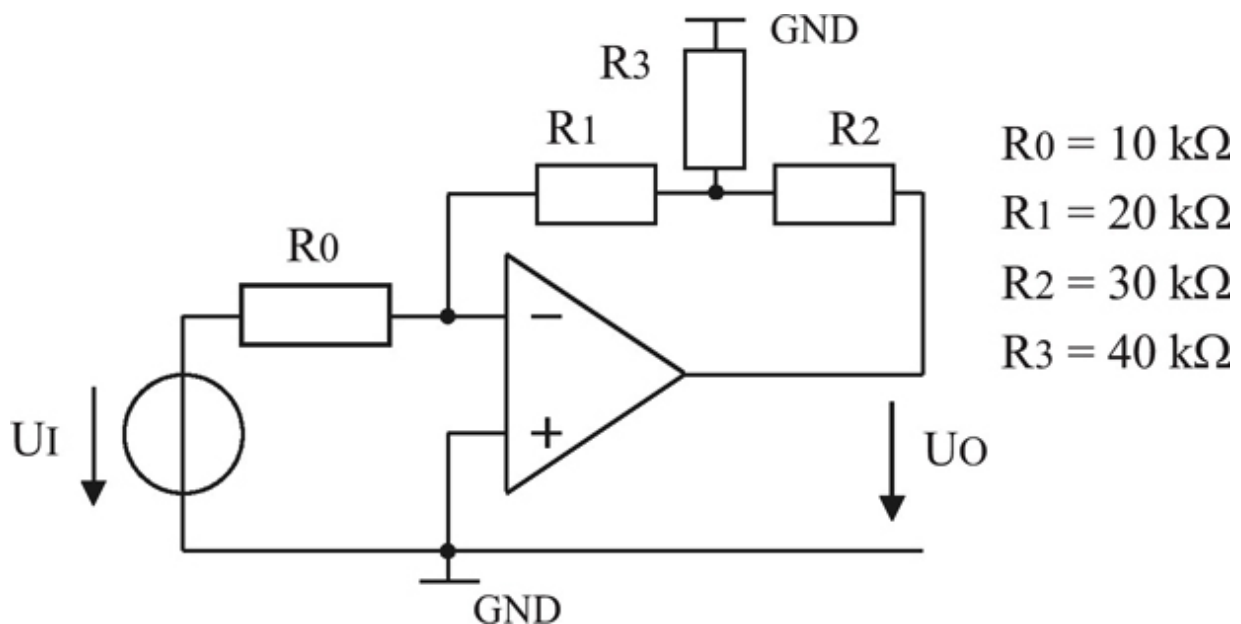 GND
R3
R1
R2
R0 = 10 kΩ
R1 = 20 kΩ
R0
R2 = 30 kΩ
R3 = 40 kΩ
−
+
UI
UO
GND